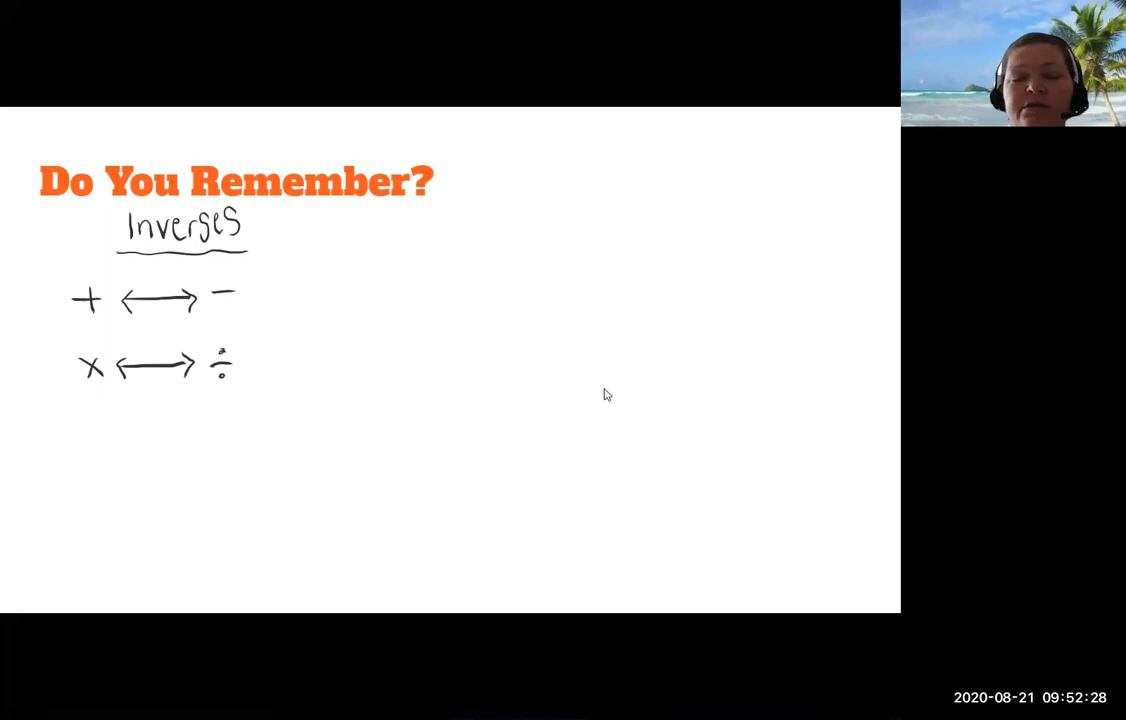 Do You Remember?
Inverses
+ ⟷ −
x ⟷ ÷
2020-08-21 09:52:28